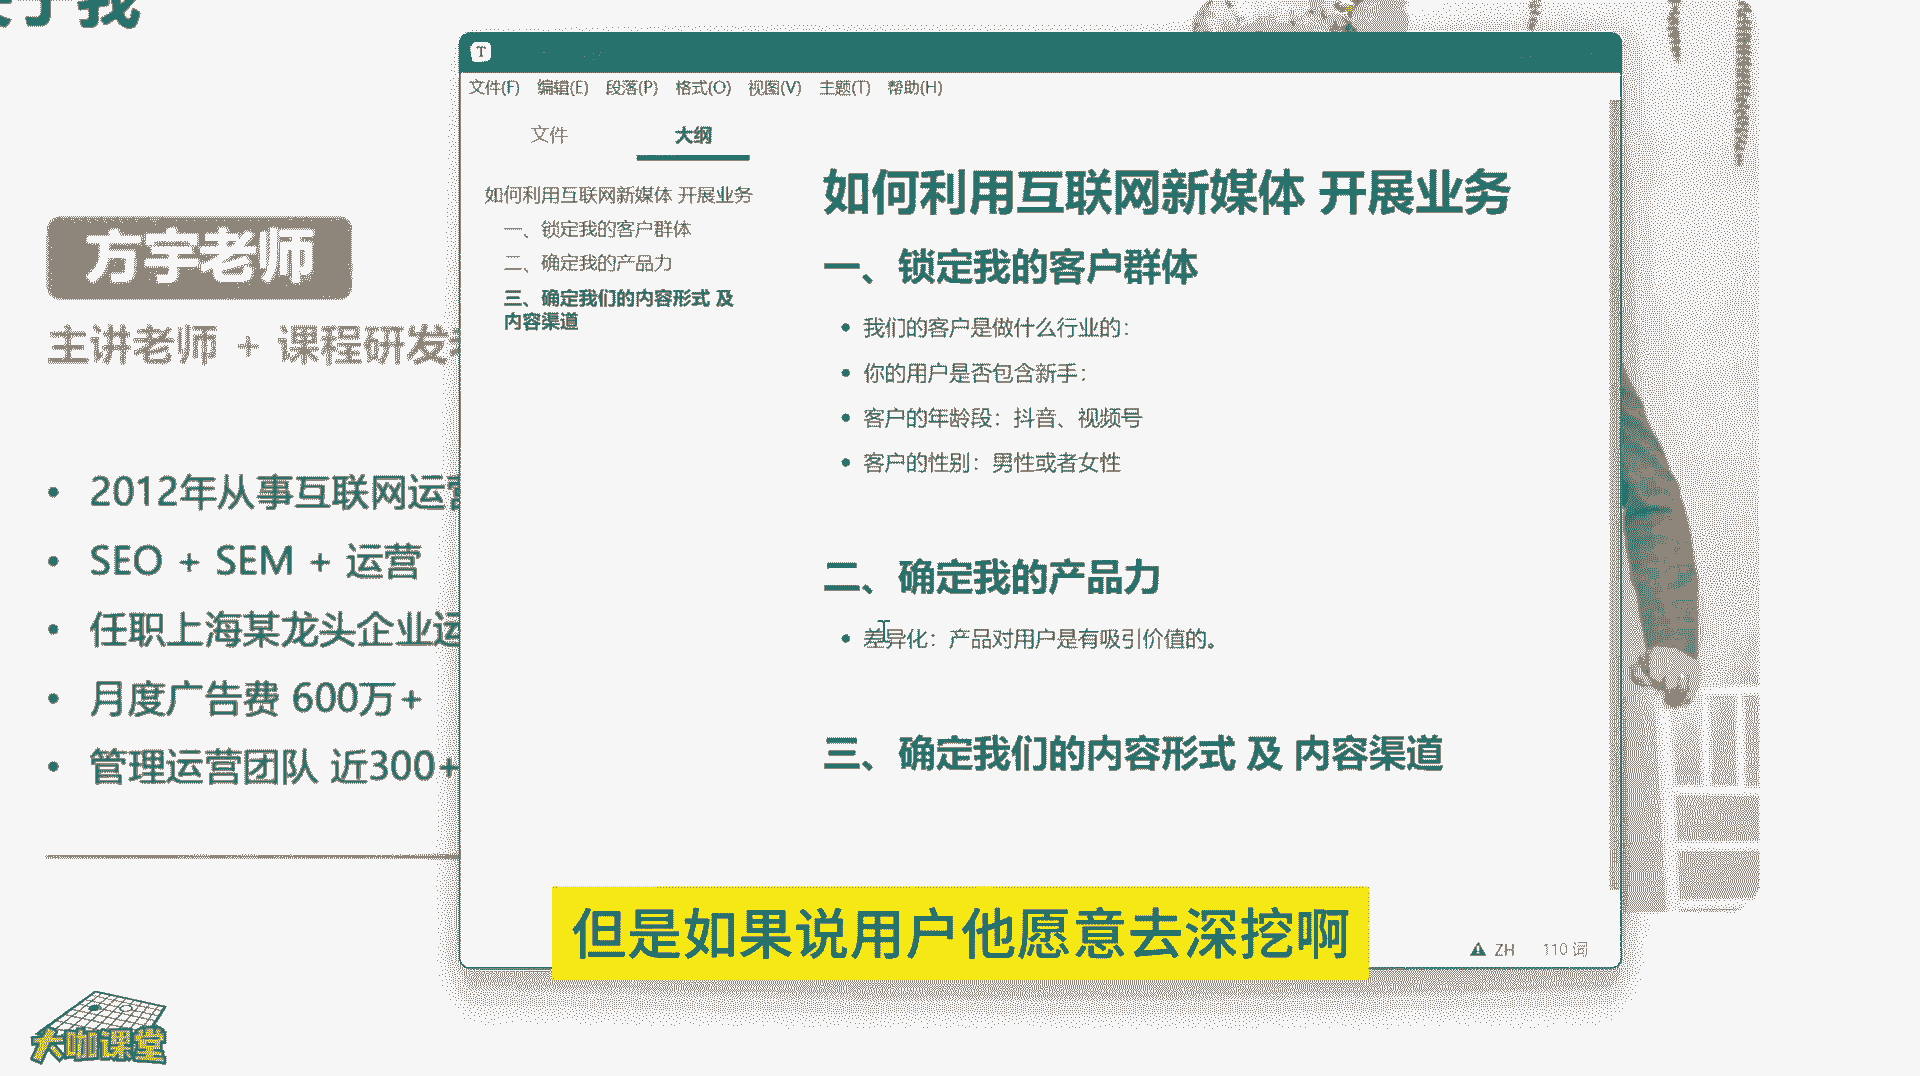 于我
方宇老师
主讲老师 + 课程研发
2012年从事互联网运营
SEO + SEM + 运营
任职上海某龙头企业运
月度广告费 600万+
管理运营团队 近300+
大咖课堂
T
文件(F) 编辑(E) 段落(P) 格式(O) 视图(V) 主题(T) 帮助(H)
文件 大纲
如何利用互联网新媒体 开展业务
一、锁定我的客户群体
二、确定我的产品力
三、确定我们的内容形式 及
内容渠道
如何利用互联网新媒体 开展业务
一、锁定我的客户群体
我们的客户是做什么行业的：
你的用户是否包含新手：
客户的年龄段：抖音、视频号
客户的性别：男性或者女性
二、确定我的产品力
差异化：产品对用户是有吸引价值的。
三、确定我们的内容形式 及 内容渠道
但是如果说用户他愿意去深挖啊
ZH 110 词